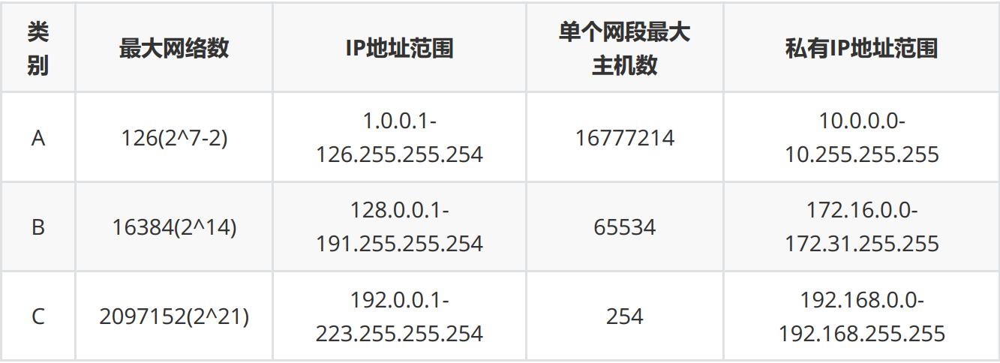 类
别
最大网络数
IP地址范围
单个网段最大
主机数
私有IP地址范围
A
126(2^7-2)
1.0.0.1-
126.255.255.254
16777214
10.0.0.0-
10.255.255.255
B
16384(2^14)
128.0.0.1-
191.255.255.254
65534
172.16.0.0-
172.31.255.255
C
2097152(2^21)
192.0.0.1-
223.255.255.254
254
192.168.0.0-
192.168.255.255